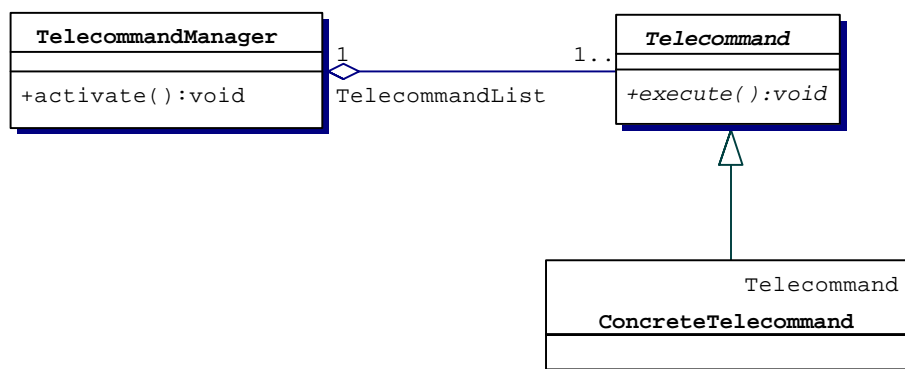 TelecommandManager
+activate():void
1
1..
TelecommandList
Telecommand
+execute():void
Telecommand
ConcreteTelecommand